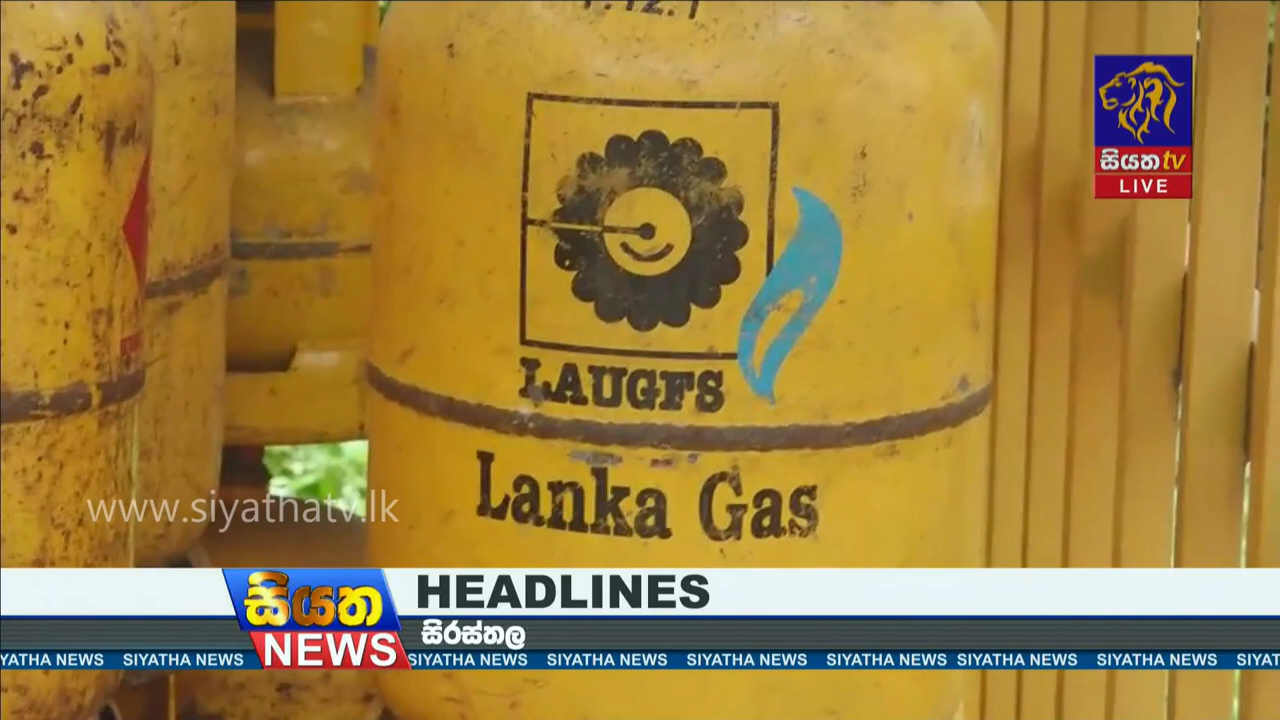 සියත tv
LIVE
LAUGFS
Lanka Gas
www.siyathatv.lk
සියත
NEWS
HEADLINES
සිරස්තල
SIYATHA NEWS SIYATHA NEWS SIYATHA NEWS SIYATHA NEWS SIYATHA NEWS SIYATHA NEWS SIYATHA NEWS SIYATHA NEWS